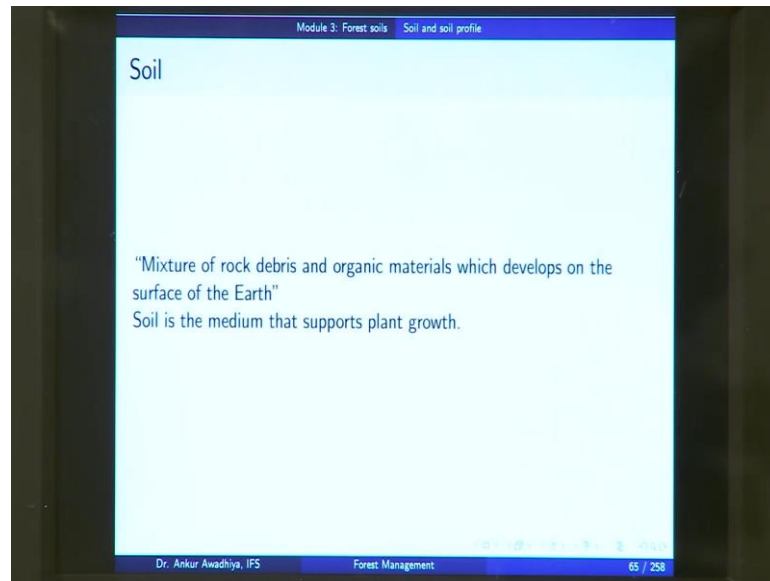 Module 3: Forest soils Soil and soil profile
Soil
“Mixture of rock debris and organic materials which develops on the
surface of the Earth”
Soil is the medium that supports plant growth.
Dr. Ankur Awadhiya, IFS Forest Management 65 / 258